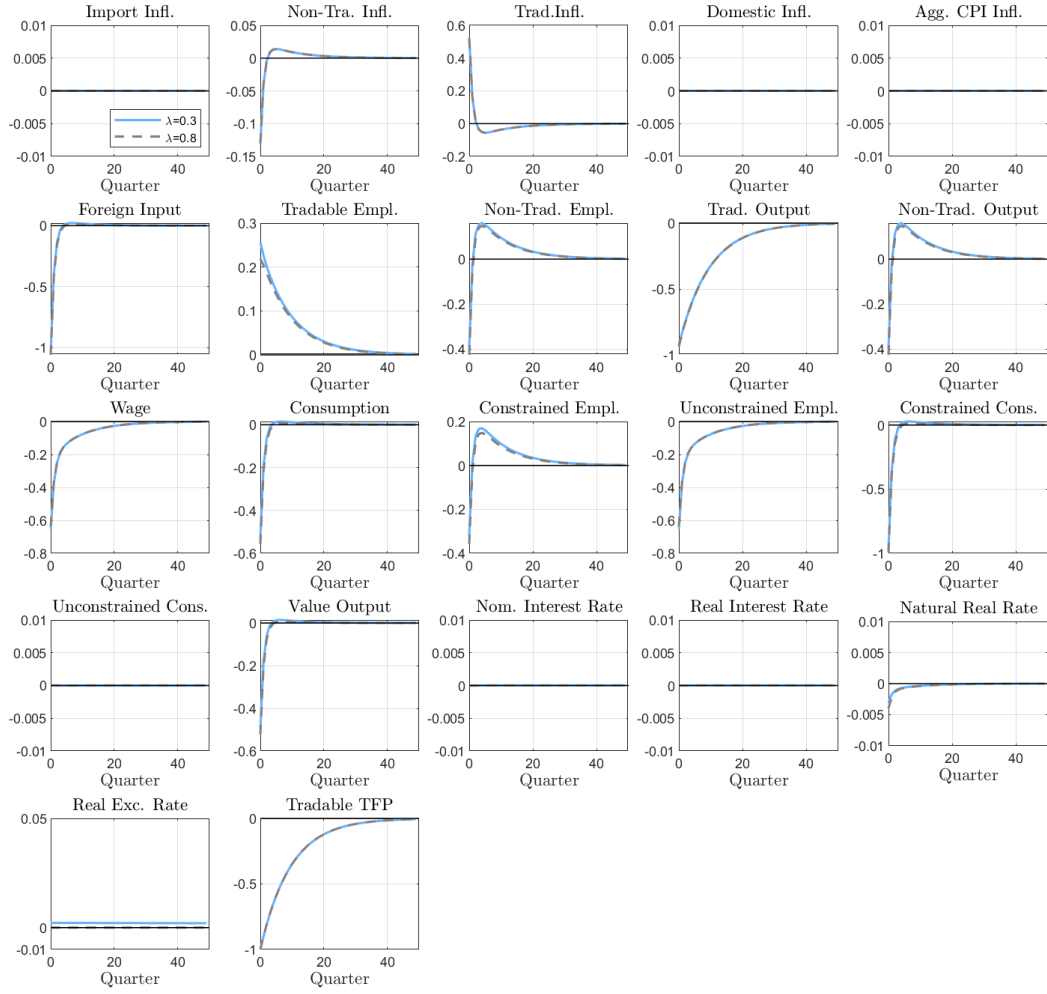 Import Infl.
0.01
0.005
0
-0.005
-0.01
λ=0.3
λ=0.8
0 20 40
Quarter
Non-Tra. Infl.
0.05
0
-0.05
-0.1
-0.15
0 20 40
Quarter
Trad.Infl.
0.6
0.4
0.2
0
-0.2
0 20 40
Quarter
Domestic Infl.
0.01
0.005
0
-0.005
-0.01
0 20 40
Quarter
Agg. CPI Infl.
0.01
0.005
0
-0.005
-0.01
0 20 40
Quarter
Foreign Input
0
-0.5
-1
0 20 40
Quarter
Tradable Empl.
0.3
0.2
0.1
0
0 20 40
Quarter
Non-Trad. Empl.
0
-0.2
-0.4
0 20 40
Quarter
Trad. Output
0
-0.5
-1
0 20 40
Quarter
Non-Trad. Output
0
-0.2
-0.4
0 20 40
Quarter
Wage
0
-0.2
-0.4
-0.6
-0.8
0 20 40
Quarter
Consumption
0
-0.2
-0.4
-0.6
0 20 40
Quarter
Constrained Empl.
0.2
0
0.2
0.4
0 20 40
Quarter
Unconstrained Empl.
0
-0.2
-0.4
-0.6
-0.8
0 20 40
Quarter
Constrained Cons.
0
-0.5
-1
0 20 40
Quarter
Unconstrained Cons.
0.01
0.005
0
-0.005
-0.01
0 20 40
Quarter
Value Output
0
-0.2
-0.4
-0.6
0 20 40
Quarter
Nom. Interest Rate
0.01
0.005
0
-0.005
-0.01
0 20 40
Quarter
Real Interest Rate
0.01
0.005
0
-0.005
-0.01
0 20 40
Quarter
Natural Real Rate
0.01
0.005
0
-0.005
-0.01
0 20 40
Quarter
Real Exc. Rate
0.05
0
-0.01
0 20 40
Quarter
Tradable TFP
0
-0.5
-1
0 20 40
Quarter